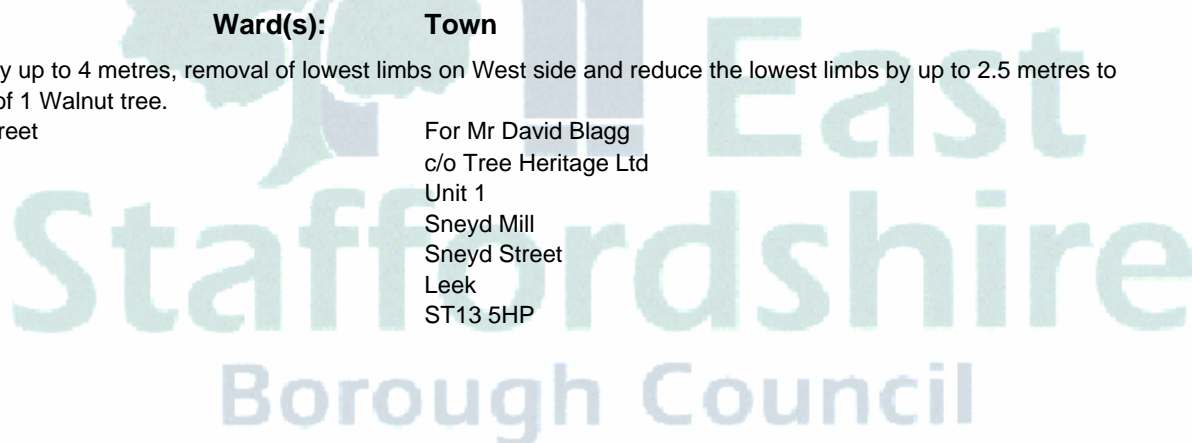 Ward(s): Town
y up to 4 metres, removal of lowest limbs on West side and reduce the lowest limbs by up to 2.5 metres to
of 1 Walnut tree.
reet For Mr David Blagg
c/o Tree Heritage Ltd
Unit 1
Sneyd Mill
Sneyd Street
Leek
ST13 5HP
East
Staffordshire
Borough Council